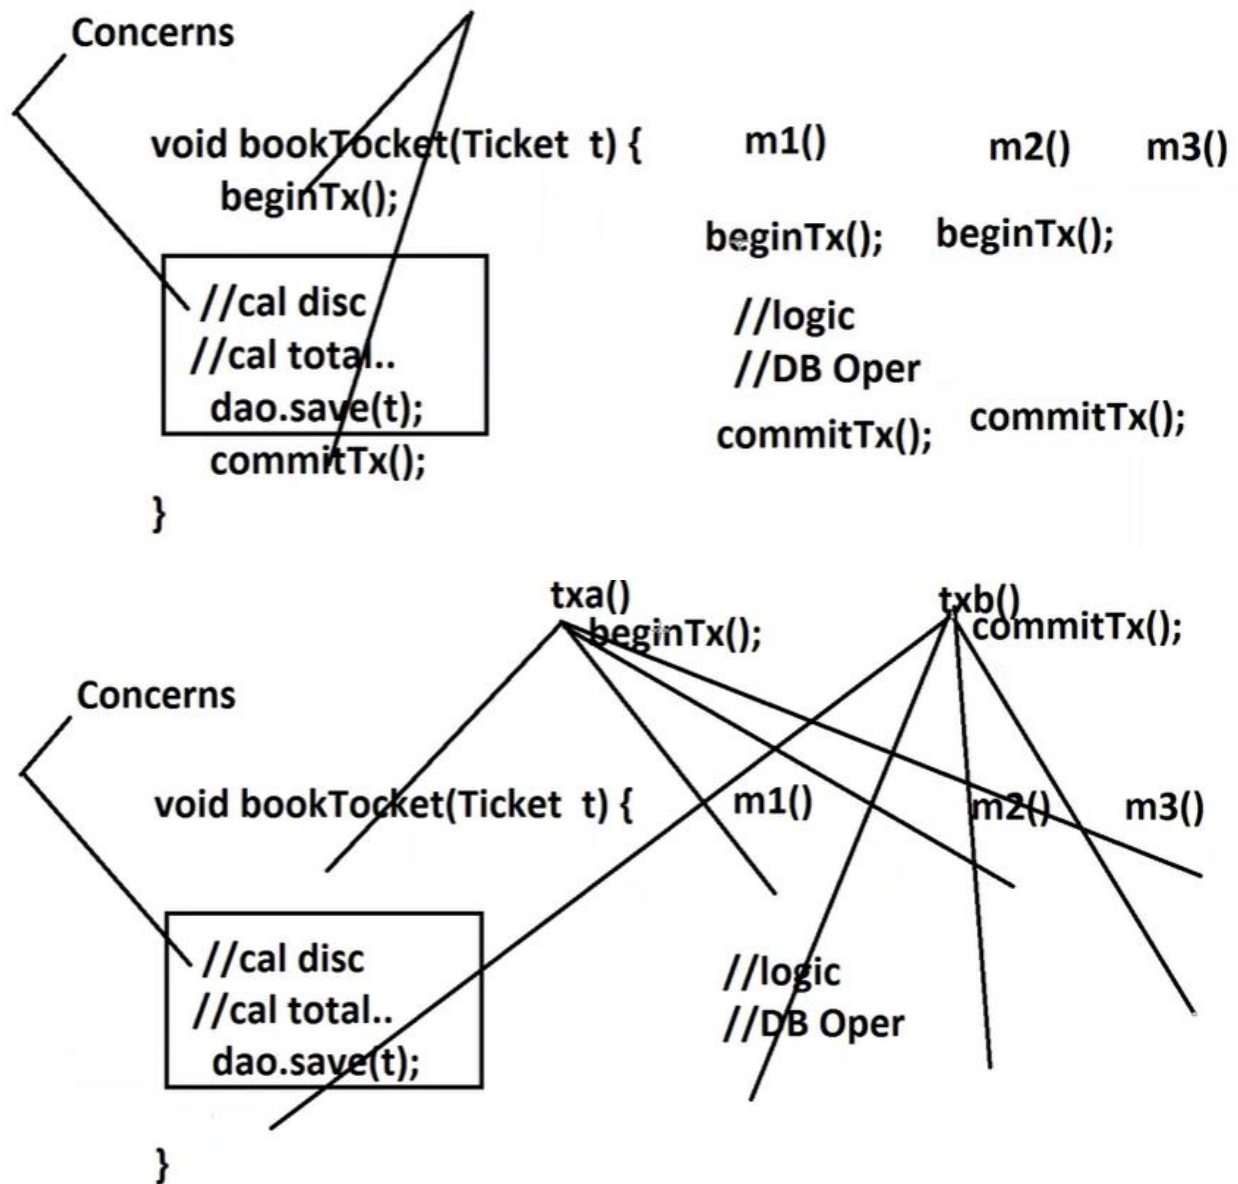 Concerns
void bookTocket(Ticket t) { m1() m2() m3()
beginTx();
beginTx(); beginTx();
//cal disc
//logic
//cal total..
//DB Oper
dao.save(t);
commitTx(); commitTx();
commitTx();
}
txa() txb()
beginTx(); commitTx();
Concerns
void bookTocket(Ticket t) { m1() m2() m3()
//cal disc
//logic
//cal total..
//DB Oper
dao.save(t);
}